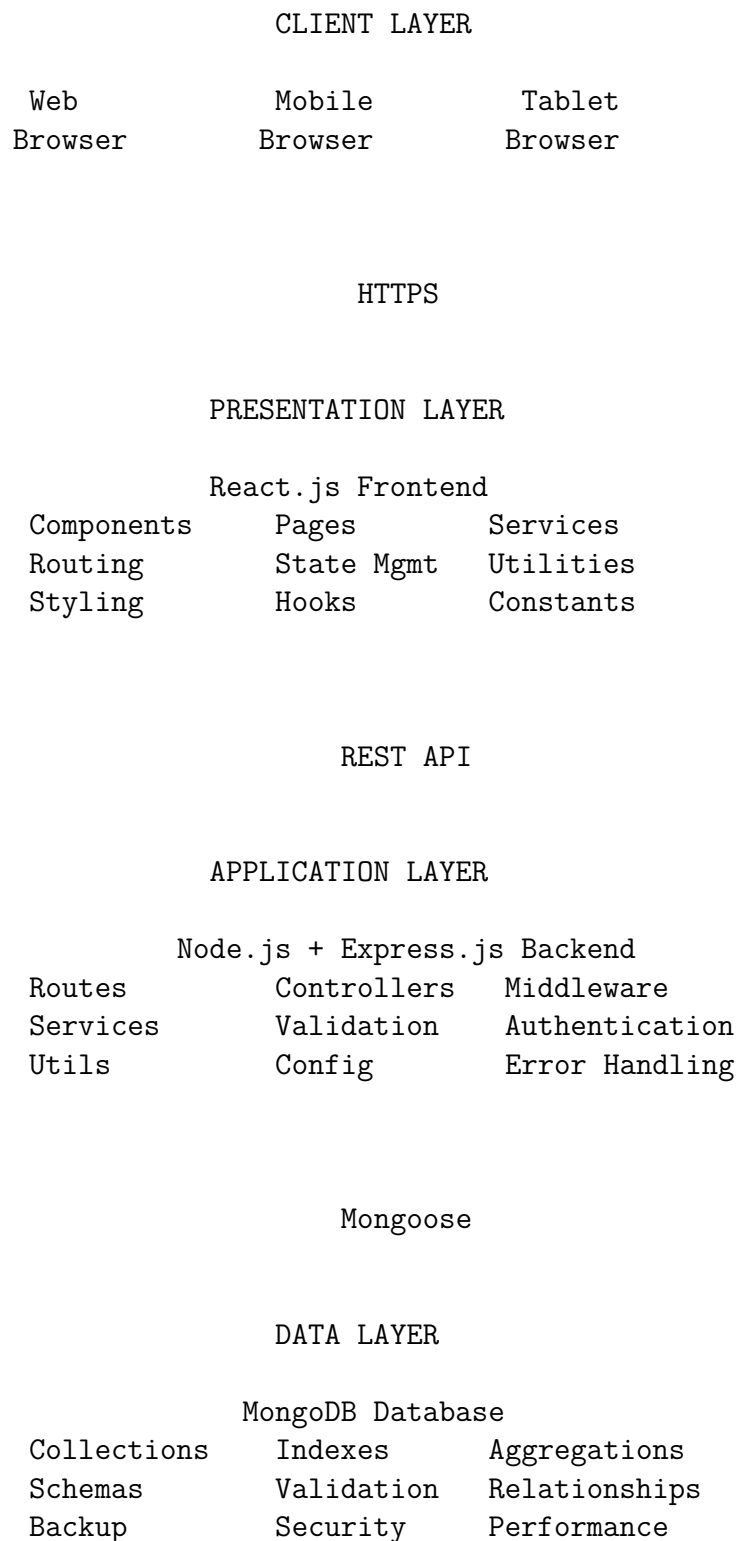 CLIENT LAYER
Web Mobile Tablet
Browser Browser Browser
HTTPS
PRESENTATION LAYER
React.js Frontend
Components Pages Services
Routing State Mgmt Utilities
Styling Hooks Constants
REST API
APPLICATION LAYER
Node.js + Express.js Backend
Routes Controllers Middleware
Services Validation Authentication
Utils Config Error Handling
Mongoose
DATA LAYER
MongoDB Database
Collections Indexes Aggregations
Schemas Validation Relationships
Backup Security Performance